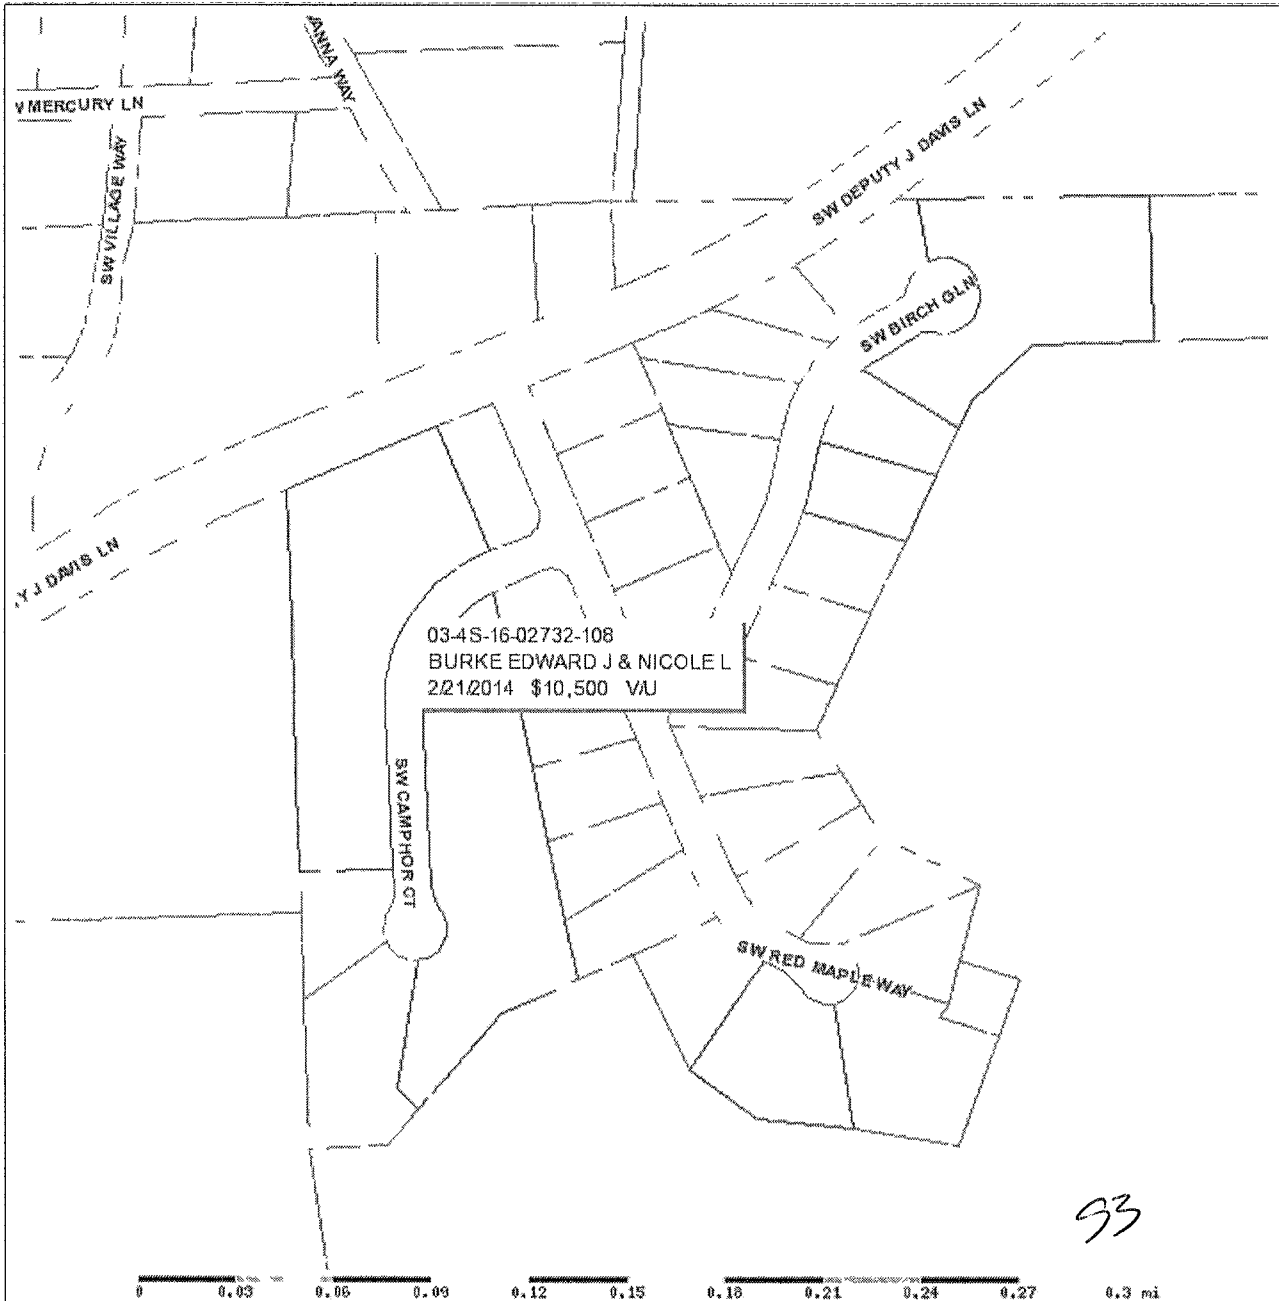 ANNA WAY
MERCURY LN
SW VILLAGE WAY
SW DEPUTY J DAVIS LN
SW BIRCH GLN
Y J DAVIS LN
03-4S-16-02732-108
BURKE EDWARD J & NICOLE L
2/21/2014 $10,500 V/U
SW CAMPHOR CT
SW RED MAPLE WAY
0 0.03 0.06 0.09 0.12 0.15 0.18 0.21 0.24 0.27 0.3 mi